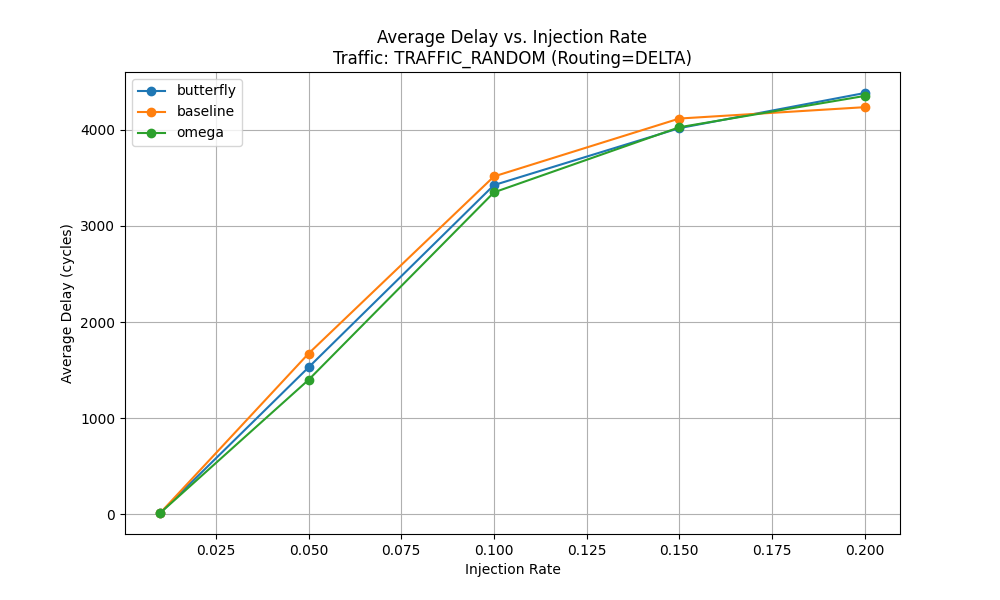 Average Delay vs. Injection Rate
Traffic: TRAFFIC_RANDOM (Routing=DELTA)
butterfly
baseline
omega
Average Delay (cycles)
4000
3000
2000
1000
0
0.025 0.050 0.075 0.100 0.125 0.150 0.175 0.200
Injection Rate